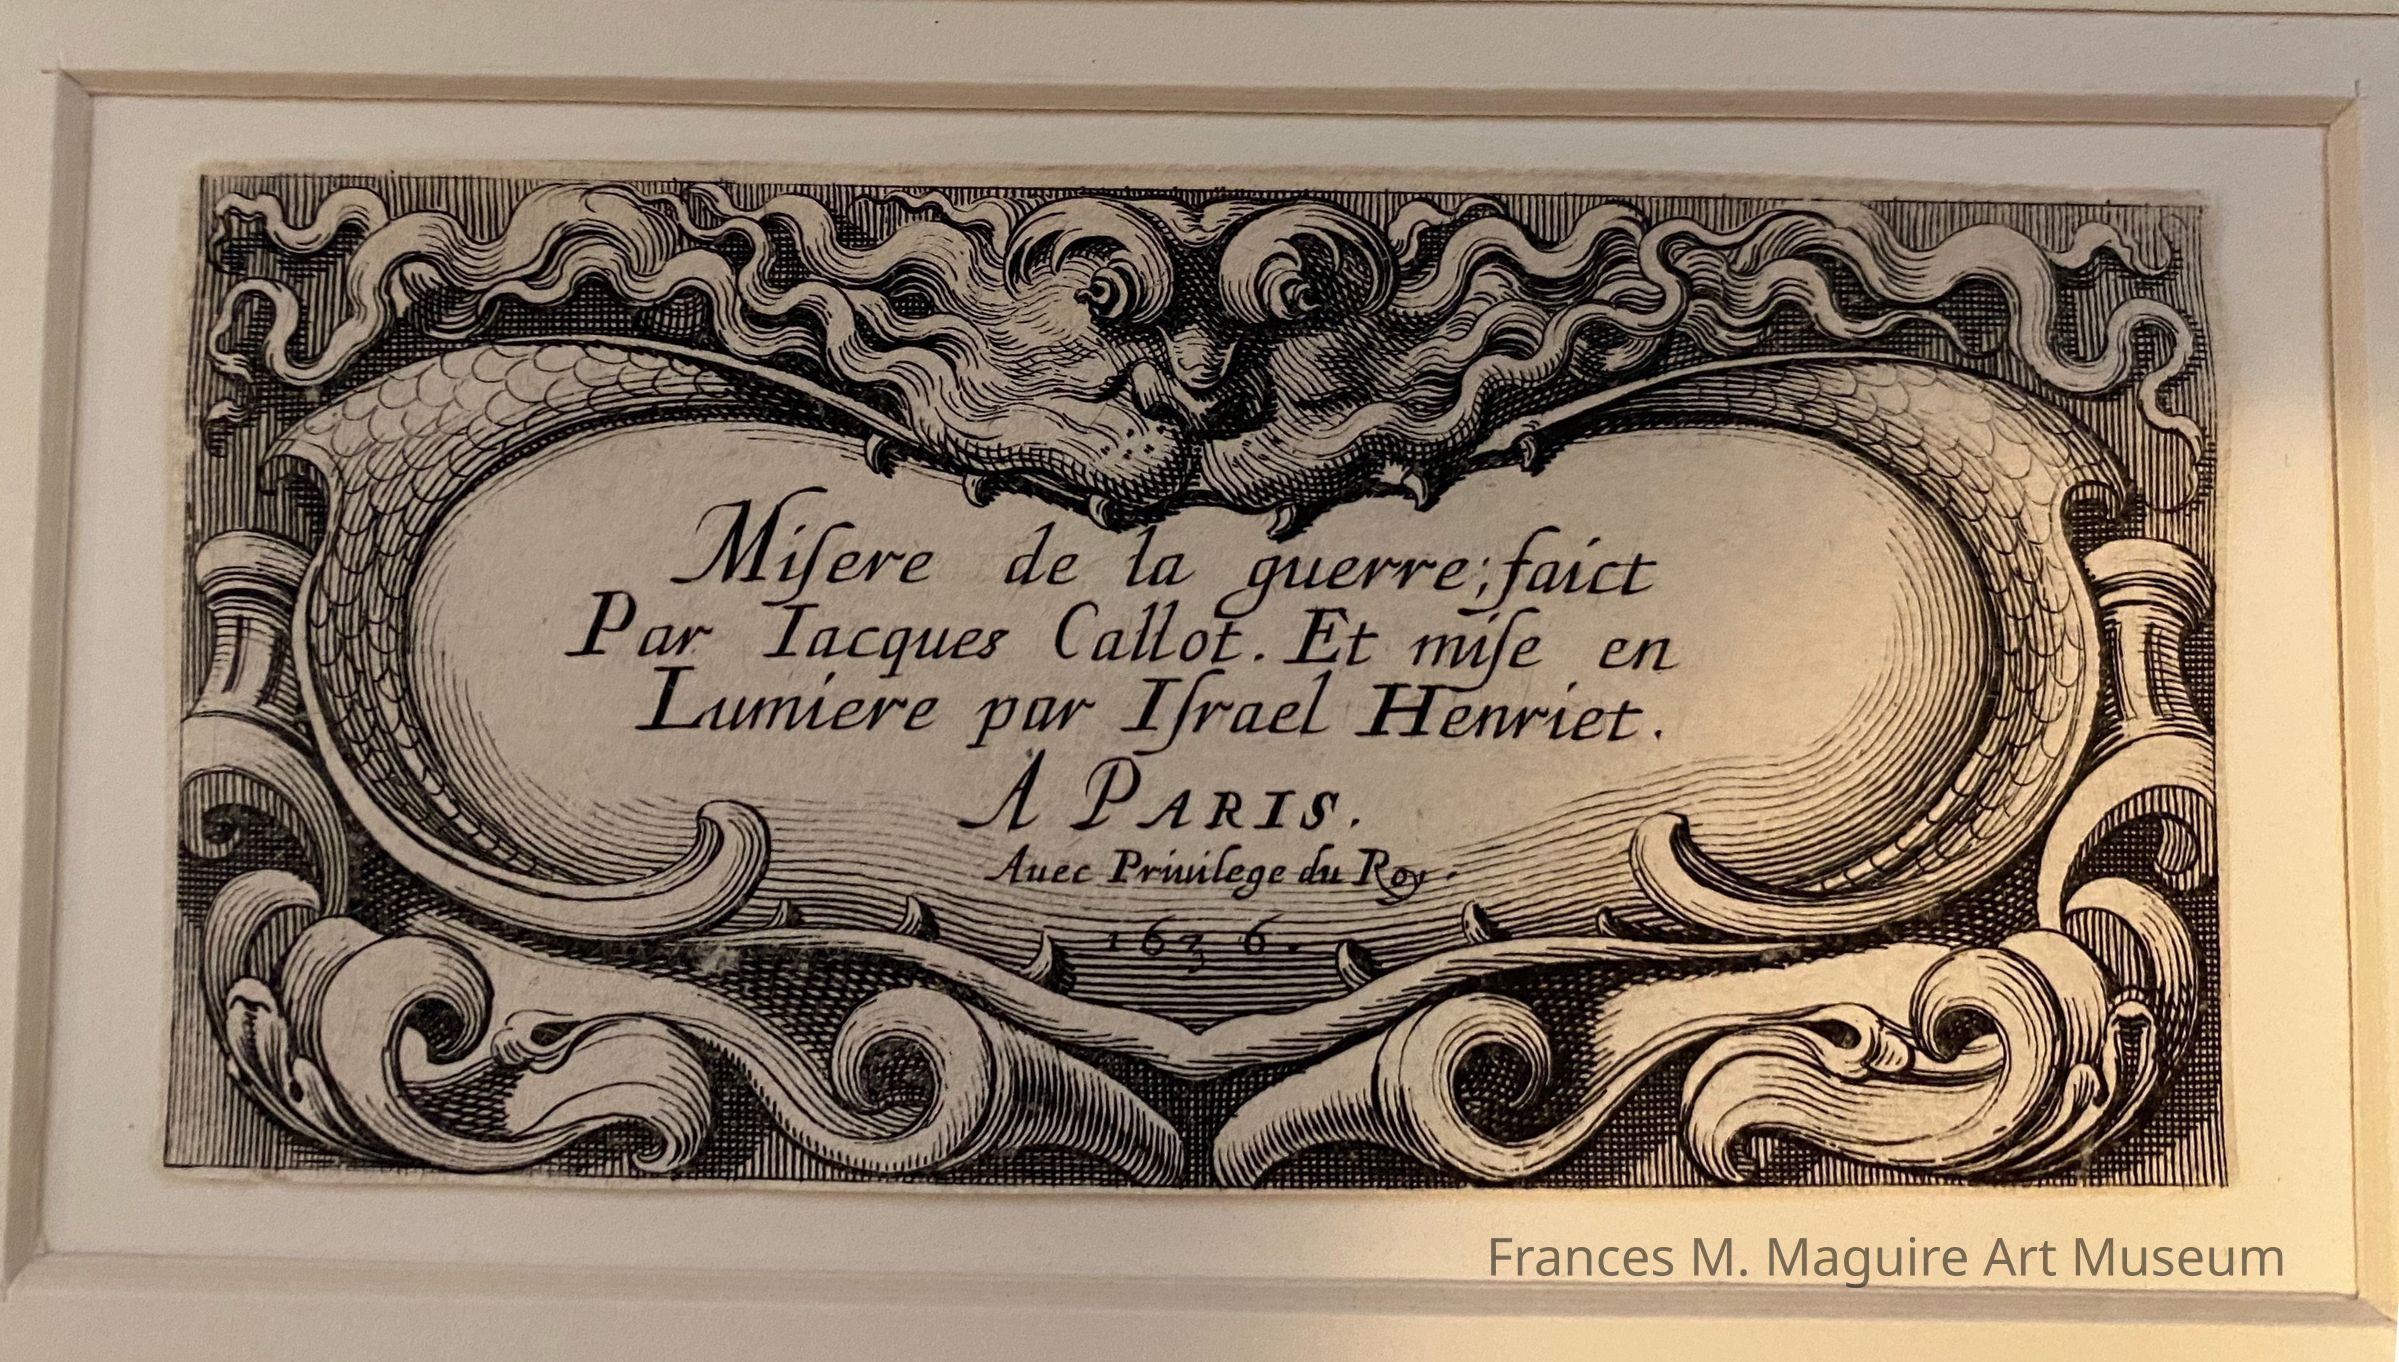 Miſere de la guerre; faict
Par Iacques Callot. Et miſe en
Lumiere par Iſrael Henriet.
A PARIS.
Auec Priuilege du Roy.
1636.
Frances M. Maguire Art Museum